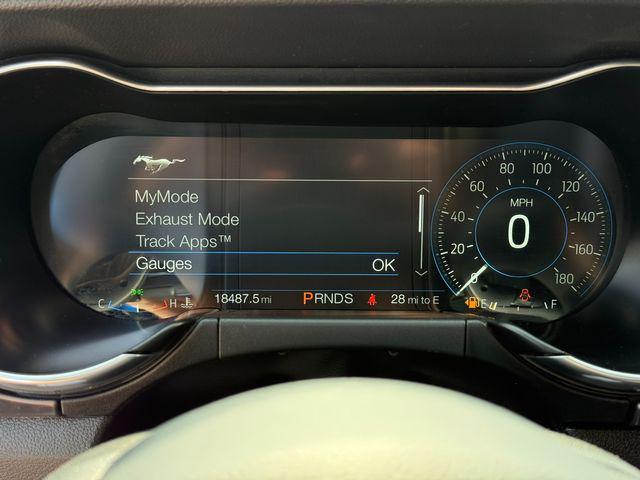 MyMode
Exhaust Mode
Track Apps™
Gauges OK
0 20 40 60 80 100 120 140 160 180
MPH
0
C H
18487.5 mi PRNDS 28 mi to E
E F